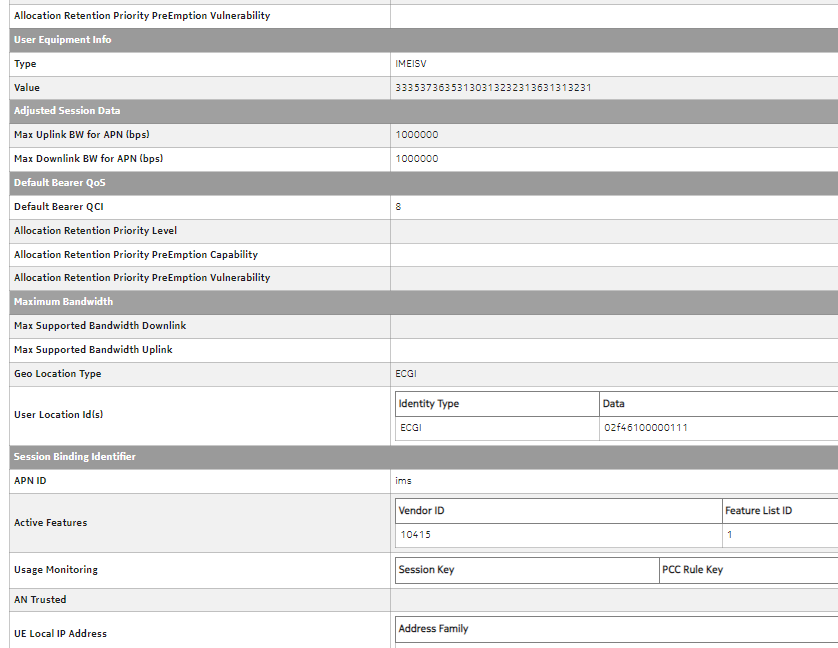 Allocation Retention Priority PreEmption Vulnerability
User Equipment Info
Type IMEISV
Value 33353736353130313232313631313231
Adjusted Session Data
Max Uplink BW for APN (bps) 1000000
Max Downlink BW for APN (bps) 1000000
Default Bearer QoS
Default Bearer QCI 8
Allocation Retention Priority Level
Allocation Retention Priority PreEmption Capability
Allocation Retention Priority PreEmption Vulnerability
Maximum Bandwidth
Max Supported Bandwidth Downlink
Max Supported Bandwidth Uplink
Geo Location Type ECGI
User Location Id(s)
Identity Type Data
ECGI 02f46100000111
Session Binding Identifier
APN ID ims
Active Features
Vendor ID Feature List ID
10415 1
Usage Monitoring Session Key PCC Rule Key
AN Trusted
UE Local IP Address Address Family